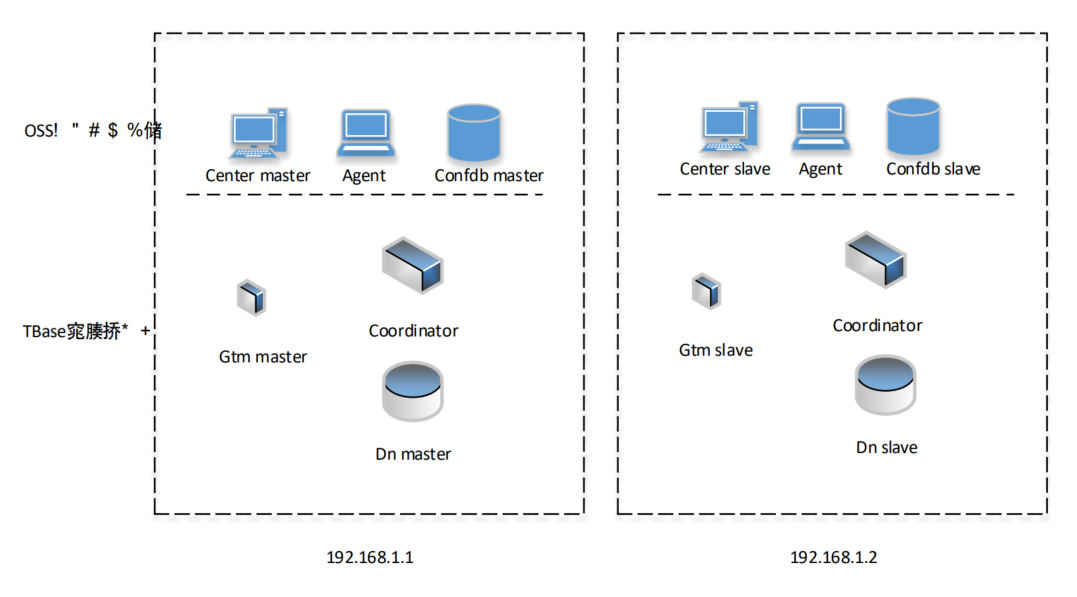 OSS! " # $ %储
Center master Agent Confdb master
Center slave Agent Confdb slave
TBase窕膝挢* +
Gtm master
Coordinator
Dn master
Gtm slave
Coordinator
Dn slave
192.168.1.1
192.168.1.2